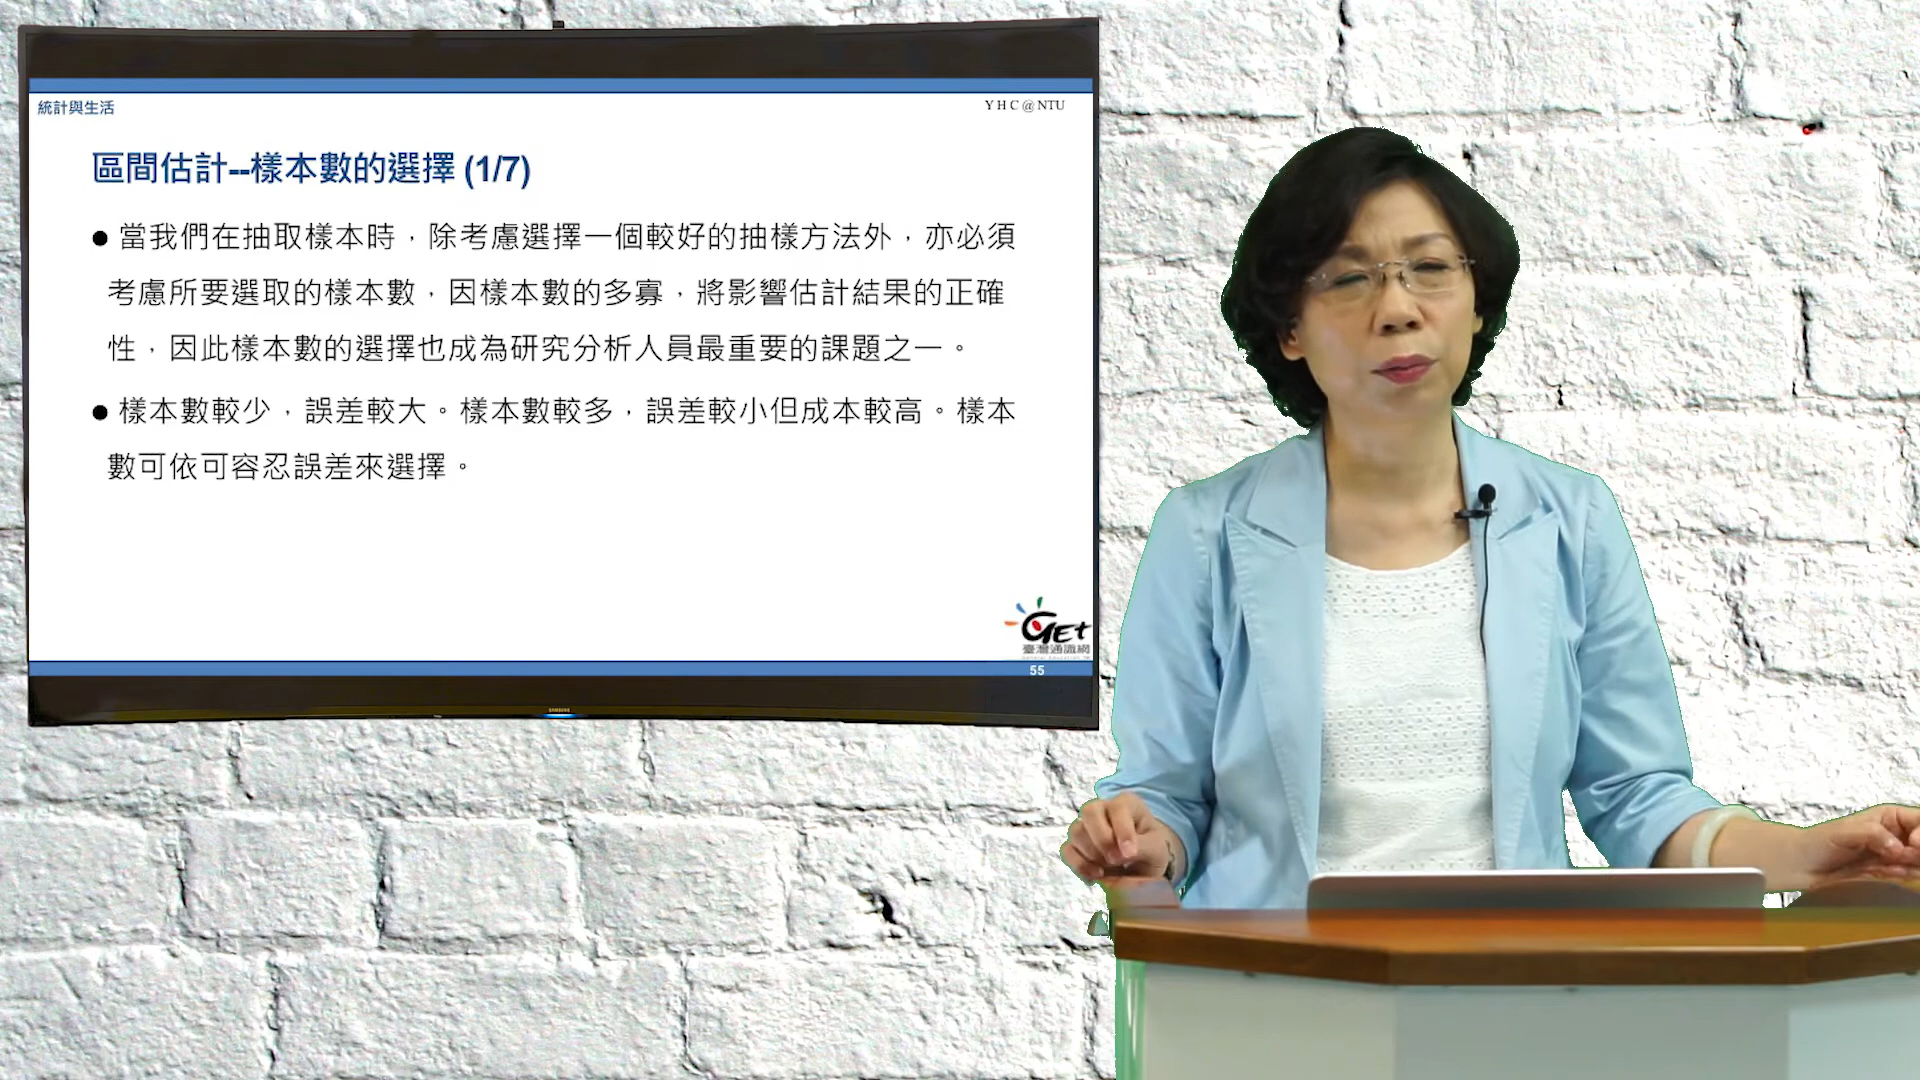 統計與生活
YHC@NTU
區間估計--樣本數的選擇 (1/7)
● 當我們在抽取樣本時，除考慮選擇一個較好的抽樣方法外，亦必須
考慮所要選取的樣本數，因樣本數的多寡，將影響估計結果的正確
性，因此樣本數的選擇也成為研究分析人員最重要的課題之一。
● 樣本數較少，誤差較大。樣本數較多，誤差較小但成本較高。樣本
數可依可容忍誤差來選擇。
GEt
臺灣通識網
55
SAMSUNG